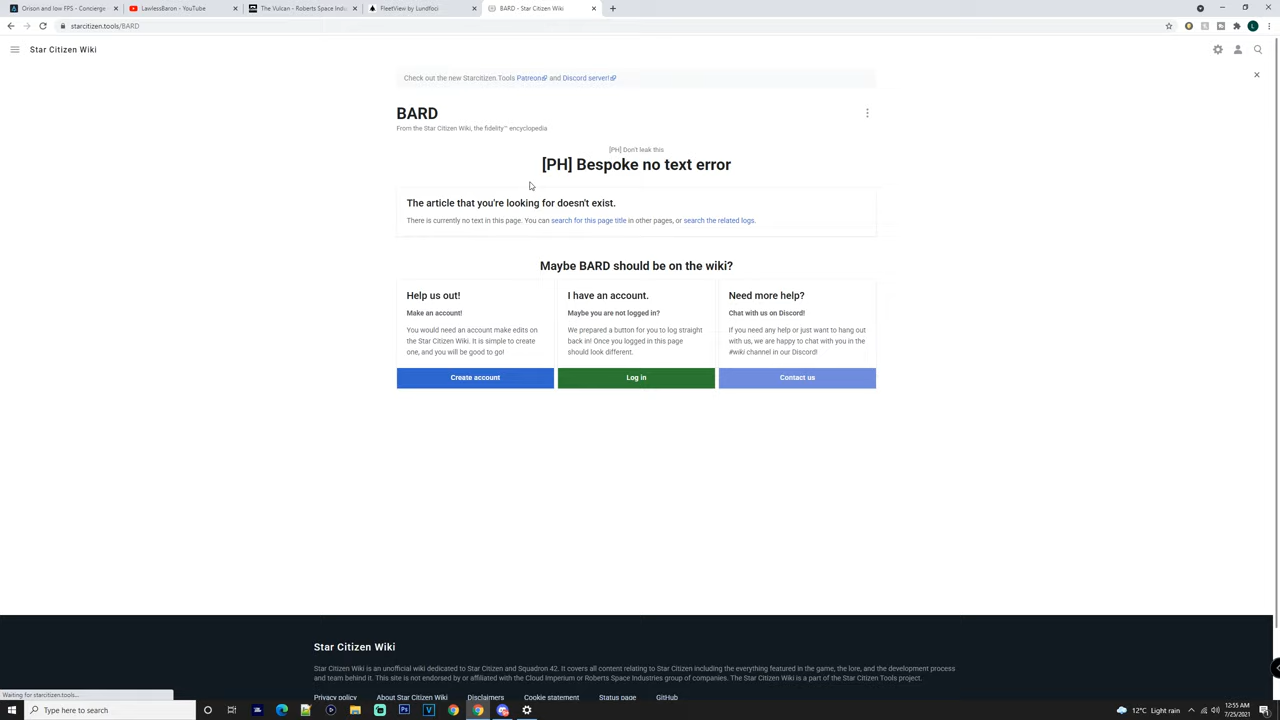 Orison and low FPS - Concierge
LawlessBaron - YouTube
The Vulcan - Roberts Space Indu
FleetView by Lundfoci
BARD - Star Citizen Wiki
starcitizen.tools/BARD
Star Citizen Wiki
Check out the new Starcitizen.Tools Patreon and Discord server!
BARD
From the Star Citizen Wiki, the fidelity™ encyclopedia
[PH] Don't leak this
[PH] Bespoke no text error
The article that you're looking for doesn't exist.
There is currently no text in this page. You can search for this page title in other pages, or search the related logs.
Maybe BARD should be on the wiki?
Help us out!
Make an account!
You would need an account make edits on
the Star Citizen Wiki. It is simple to create
one, and you will be good to go!
Create account
I have an account.
Maybe you are not logged in?
We prepared a button for you to log straight
back in! Once you logged in this page
should look different.
Log in
Need more help?
Chat with us on Discord!
If you need any help or just want to hang out
with us, we are happy to chat with you in the
#wiki channel in our Discord!
Contact us
Star Citizen Wiki
Star Citizen Wiki is an unofficial wiki dedicated to Star Citizen and Squadron 42. It covers all content relating to Star Citizen including the everything featured in the game, the lore, and the development process
and team behind it. This site is not endorsed by or affiliated with the Cloud Imperium or Roberts Space Industries group of companies. The Star Citizen Wiki is a part of the Star Citizen Tools project.
Privacy policy About Star Citizen Wiki Disclaimers Cookie statement Status page GitHub
Waiting for starcitizen.tools...
Type here to search
12°C Light rain
12:55 AM
7/25/2021